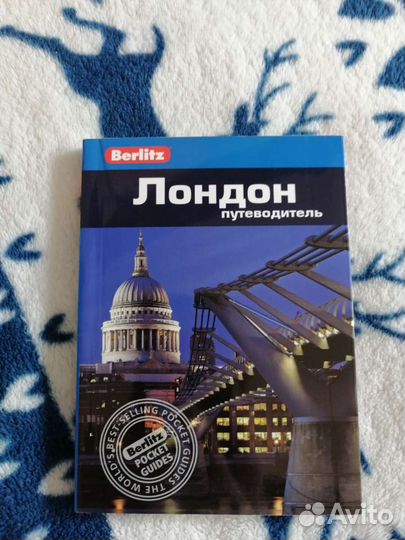 Berlitz
Лондон
путеводитель
THE WORLD'S BEST-SELLING POCKET GUIDES
Berlitz
POCKET
GUIDES
Avito